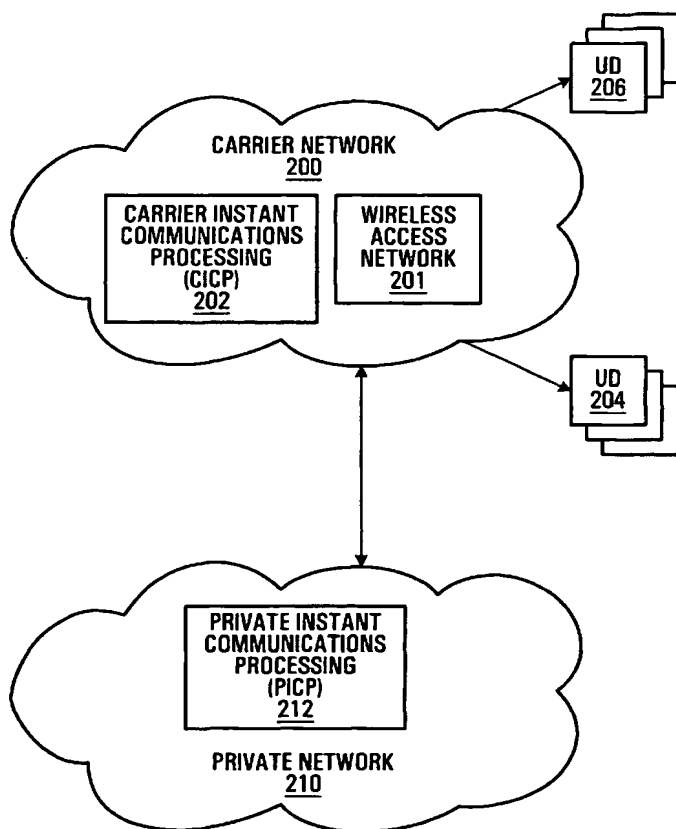 UD
206
CARRIER NETWORK
200
CARRIER INSTANT
COMMUNICATIONS
PROCESSING
(CICP)
202
WIRELESS
ACCESS
NETWORK
201
UD
204
PRIVATE INSTANT
COMMUNICATIONS
PROCESSING
(PICP)
212
PRIVATE NETWORK
210